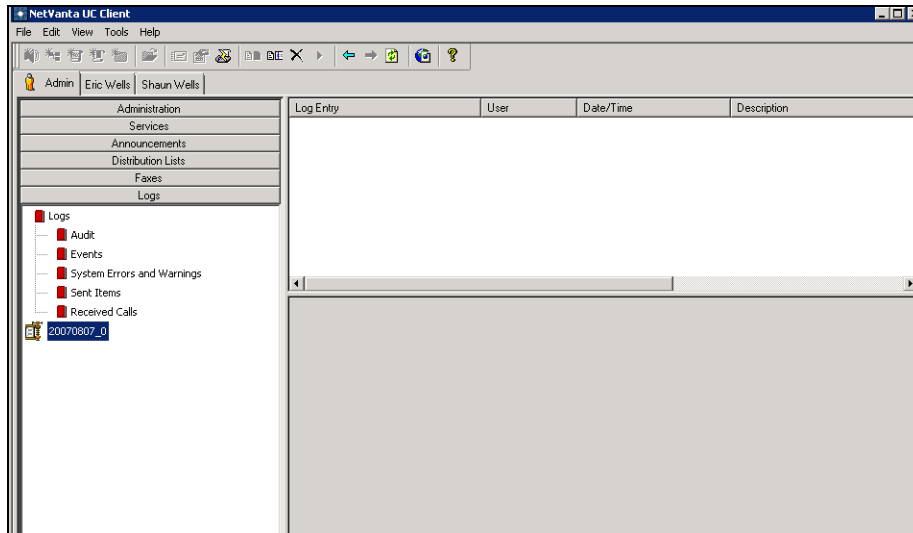 NetVanta UC Client
File Edit View Tools Help
Admin Eric Wells Shaun Wells
Administration
Services
Announcements
Distribution Lists
Faxes
Logs
Logs
Audit
Events
System Errors and Warnings
Sent Items
Received Calls
20070807_0
Log Entry User Date/Time Description